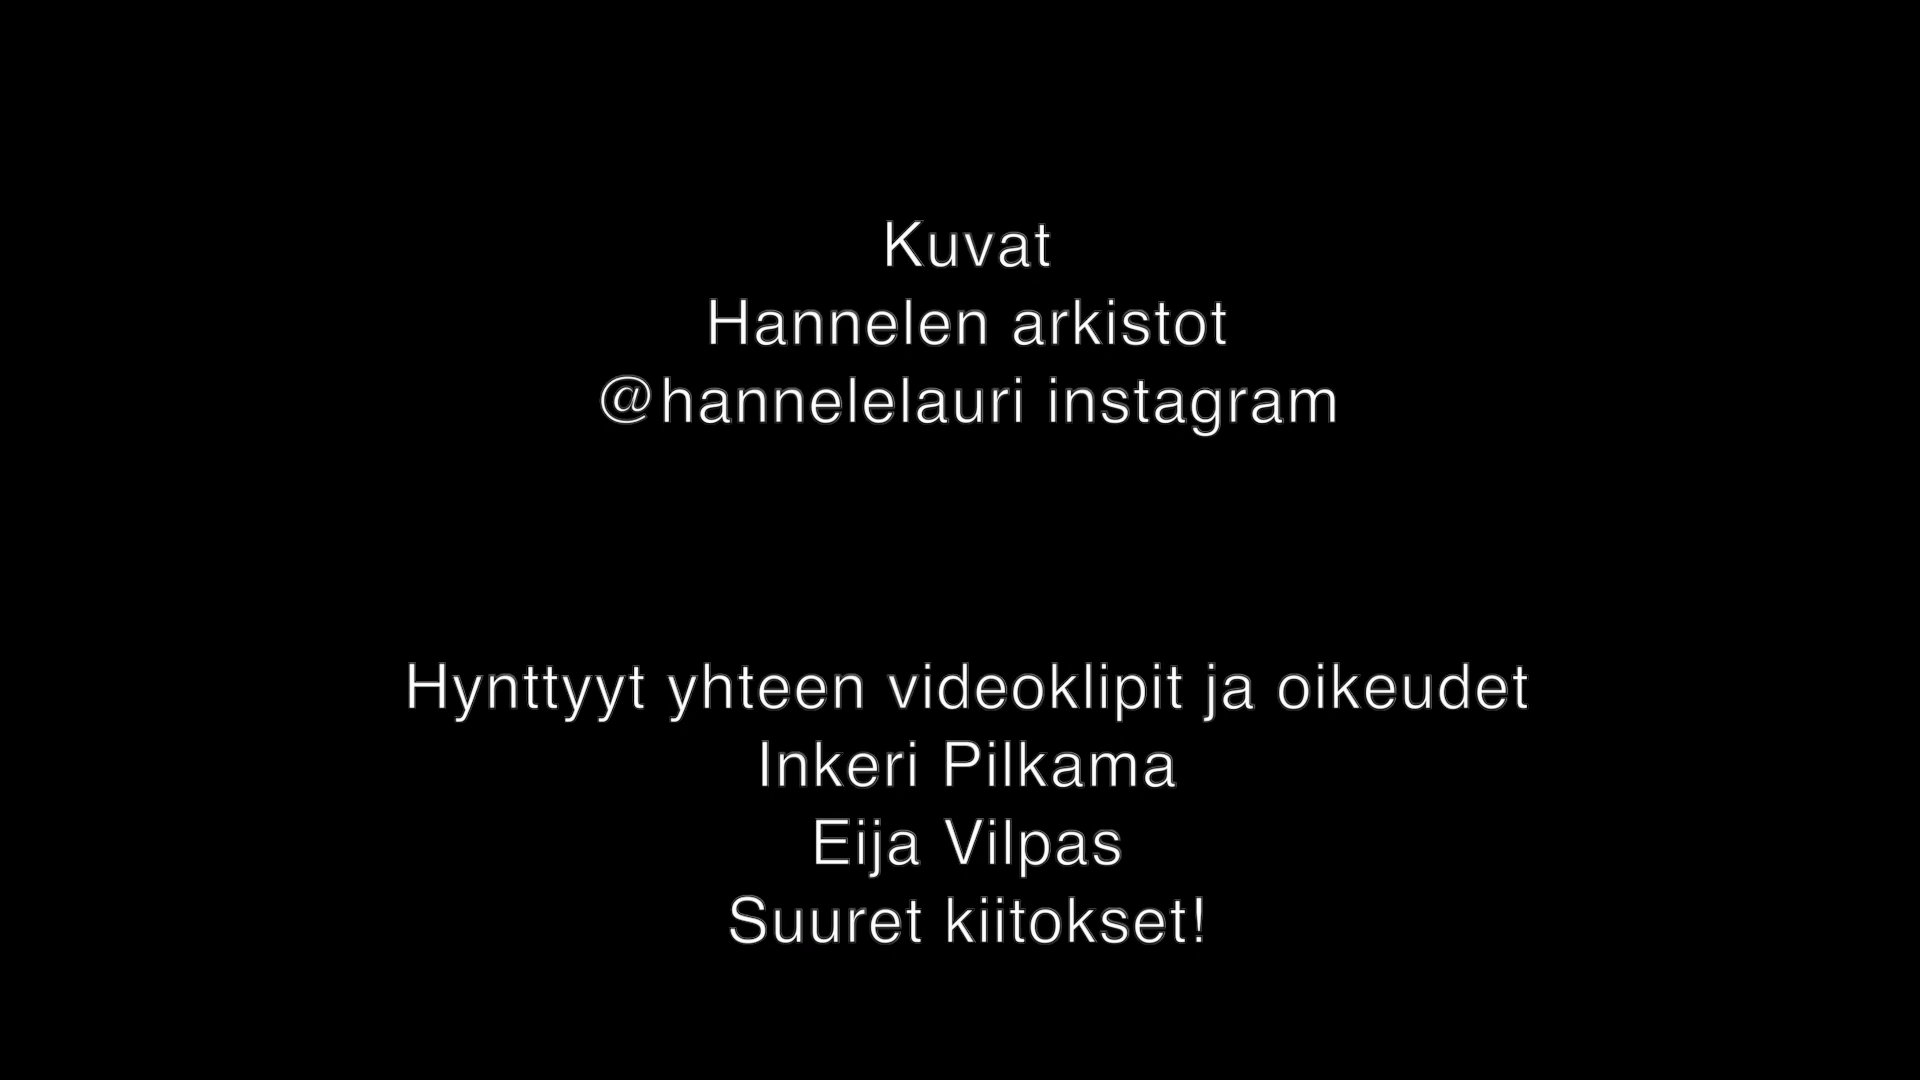 Kuvat
Hannelen arkistot
@hannelelauri instagram
Hynttyyt yhteen videoklipit ja oikeudet
Inkeri Pilkama
Eija Vilpas
Suuret kiitokset!